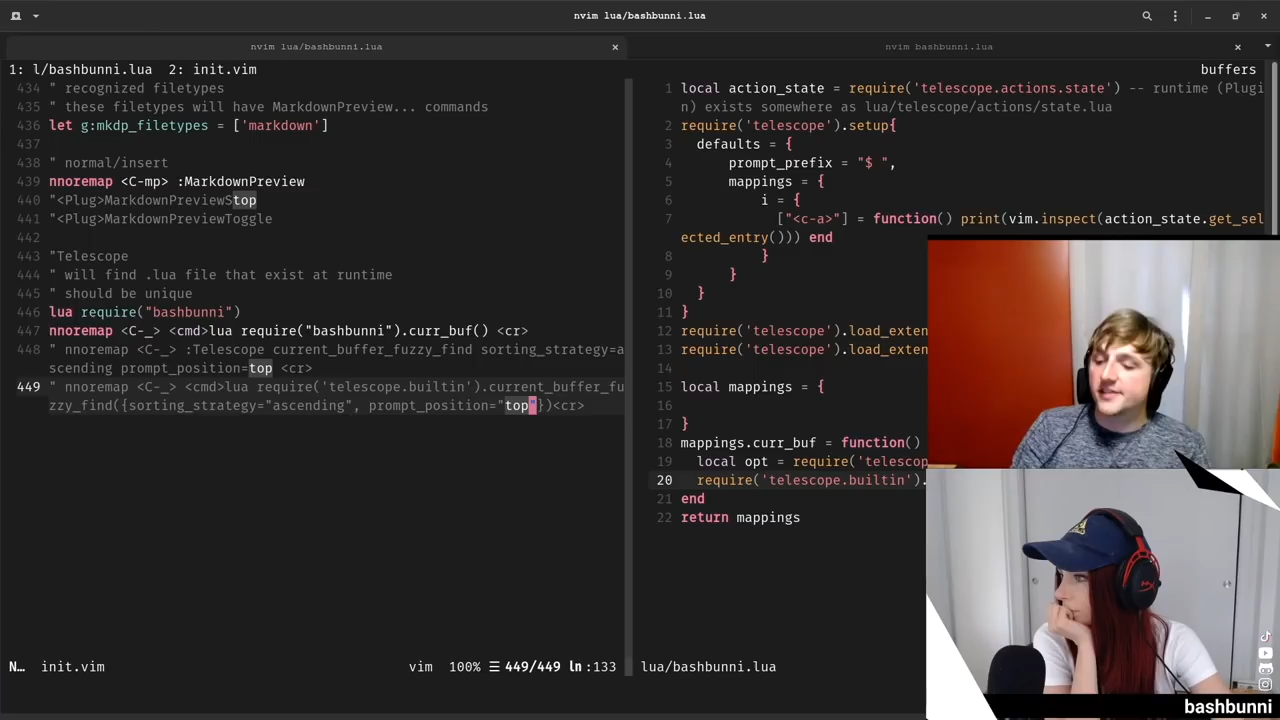 nvim lua/bashbunni.lua
nvim lua/bashbunni.lua
nvim bashbunni.lua
1: l/bashbunni.lua 2: init.vim
buffers
434 " recognized filetypes
435 " these filetypes will have MarkdownPreview... commands
436 let g:mkdp_filetypes = ['markdown']
437
438 " normal/insert
439 nnoremap <C-mp> :MarkdownPreview
440 "<Plug>MarkdownPreviewStop
441 "<Plug>MarkdownPreviewToggle
442
443 "Telescope
444 " will find .lua file that exist at runtime
445 " should be unique
446 lua require("bashbunni")
447 nnoremap <C-_> <cmd>lua require("bashbunni").curr_buf() <cr>
448 " nnoremap <C-_> :Telescope current_buffer_fuzzy_find sorting_strategy=a
scending prompt_position=top <cr>
449 " nnoremap <C-_> <cmd>lua require('telescope.builtin').current_buffer_fu
zzy_find({sorting_strategy="ascending", prompt_position="top"})<cr>
N… init.vim vim 100% ☰ 449/449 ln :133
1 local action_state = require('telescope.actions.state') -- runtime (Plugi
n) exists somewhere as lua/telescope/actions/state.lua
2 require('telescope').setup{
3 defaults = {
4 prompt_prefix = "$ ",
5 mappings = {
6 i = {
7 ["<c-a>"] = function() print(vim.inspect(action_state.get_sel
ected_entry())) end
8 }
9 }
10 }
11 }
12 require('telescope').load_exten
13 require('telescope').load_exten
14
15 local mappings = {
16
17 }
18 mappings.curr_buf = function()
19 local opt = require('telescop
20 require('telescope.builtin').
21 end
22 return mappings
lua/bashbunni.lua
bashbunni